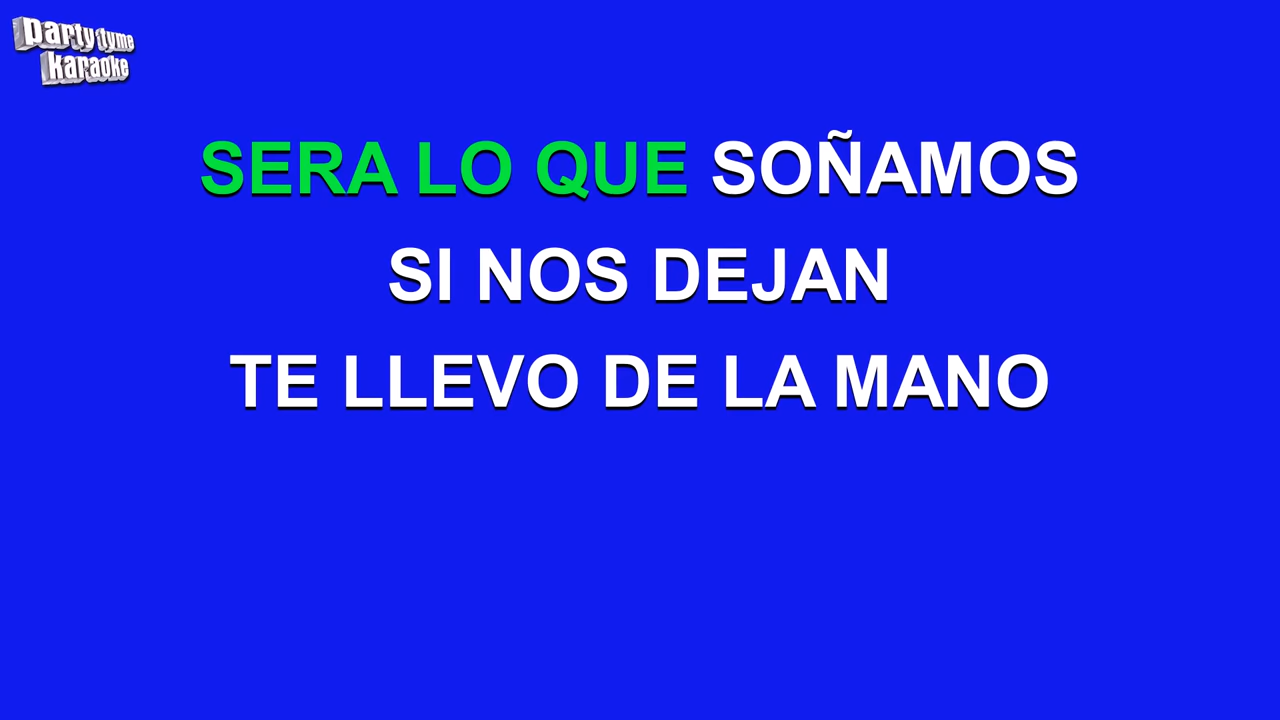 party tyme
karaoke
SERA LO QUE SOÑAMOS
SI NOS DEJAN
TE LLEVO DE LA MANO